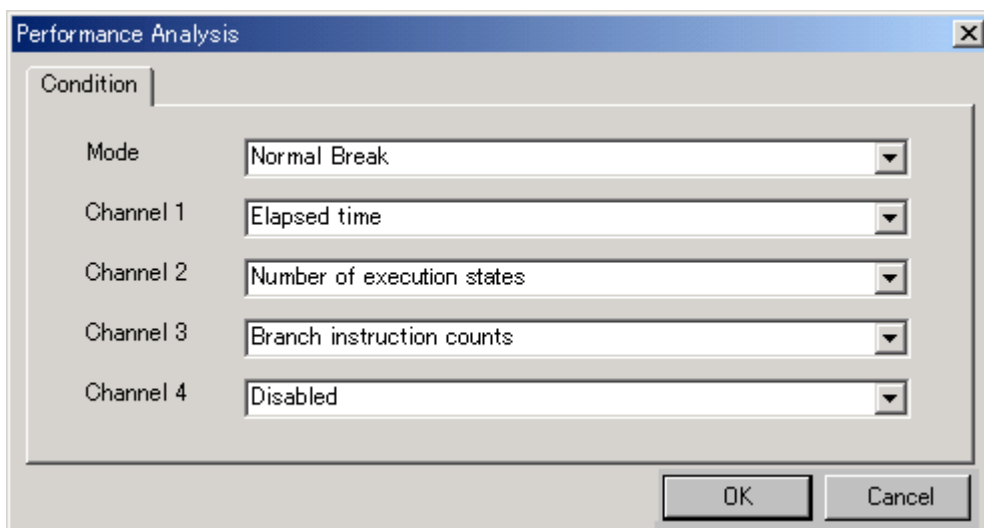 Performance Analysis
Condition
Mode Normal Break
Channel 1 Elapsed time
Channel 2 Number of execution states
Channel 3 Branch instruction counts
Channel 4 Disabled
OK Cancel